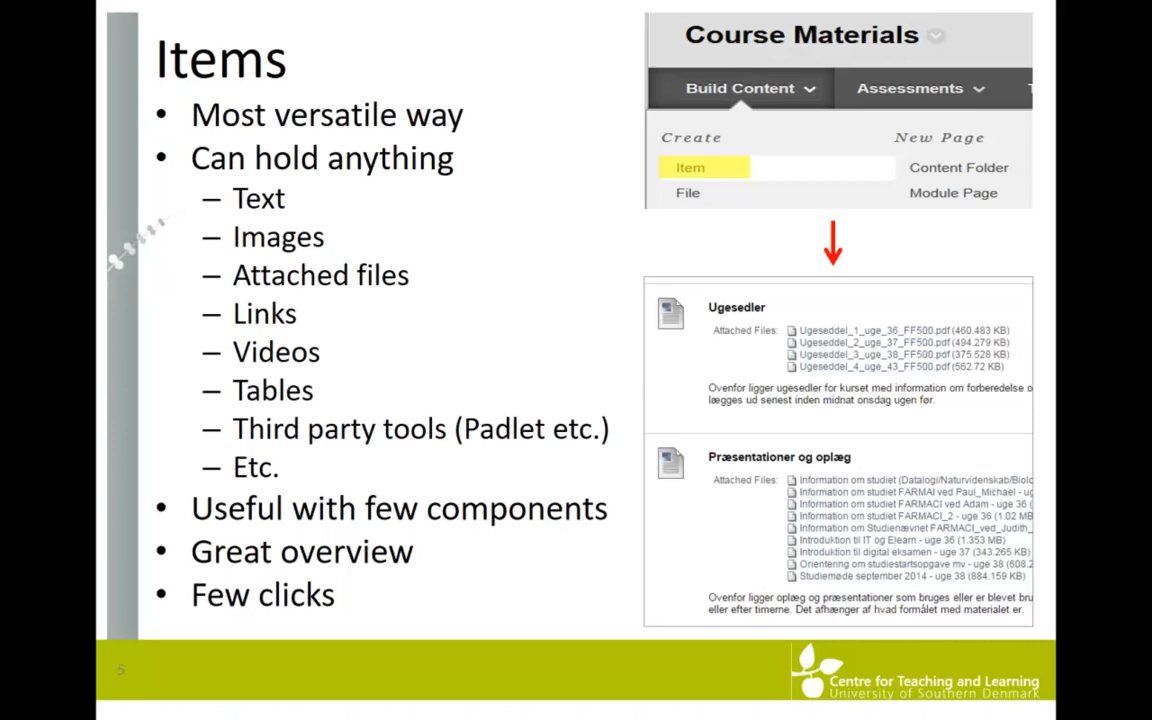 Items
• Most versatile way
• Can hold anything
– Text
– Images
– Attached files
– Links
– Videos
– Tables
– Third party tools (Padlet etc.)
– Etc.
• Useful with few components
• Great overview
• Few clicks
Course Materials
Build Content Assessments
Create New Page
Item Content Folder
File Module Page
Ugesedler
Attached Files: Ugeseddel_1_uge_36_FF500.pdf (460.483 KB)
Ugeseddel_2_uge_37_FF500.pdf (494.279 KB)
Ugeseddel_3_uge_38_FF500.pdf (375.528 KB)
Ugeseddel_4_uge_43_FF500.pdf (562.72 KB)
Ovenfor ligger ugesedler for kurset med information om forberedelse o
lægges ud senest inden midnat onsdag ugen før.
Præsentationer og oplæg
Attached Files: Information om studiet (Datalogi/Naturvidenskab/Biolo
Information om studiet FARMAI ved Paul_Michael - ug
Information om studiet FARMACI ved Adam - uge 36 (
Information om studiet FARMACI_2 - uge 36 (1.02 MB
Information om Studienævnet FARMACI_ved_Judith_
Introduktion til IT og Elearn - uge 36 (1.353 MB)
Introduktion til digital eksamen - uge 37 (343.265 KB)
Orientering om studiestartsopgave mv - uge 38 (608.2
Studiemøde september 2014 - uge 38 (884.159 KB)
Ovenfor ligger oplæg og præsentationer som bruges eller er blevet bru
eller efter timerne. Det afhænger af hvad formålet med materialet er.
5
Centre for Teaching and Learning
University of Southern Denmark